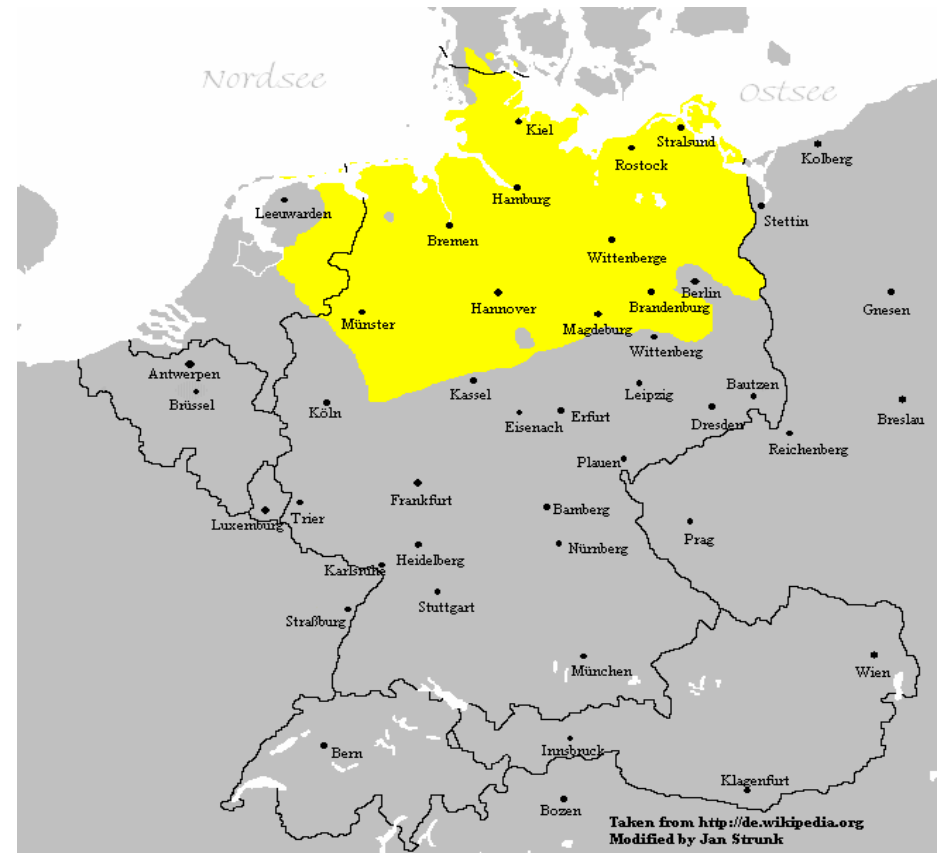 Nordsee
Ostsee
Kiel
Stralsund
Rostock
Kolberg
Hamburg
Leeuwarden
Stettin
Bremen
Wittenberge
Berlin
Hannover
Brandenburg
Gnesen
Münster
Magdeburg
Wittenberg
Antwerpen
Brüssel
Köln
Kassel
Leipzig
Bautzen
Eisenach
Erfurt
Dresden
Breslau
Reichenberg
Plauen
Frankfurt
Trier
Luxemburg
Bamberg
Prag
Heidelberg
Nürnberg
Karlsruhe
Stuttgart
Straßburg
München
Wien
Bern
Innsbruck
Klagenfurt
Bozen
Taken from http://de.wikipedia.org
Modified by Jan Strunk